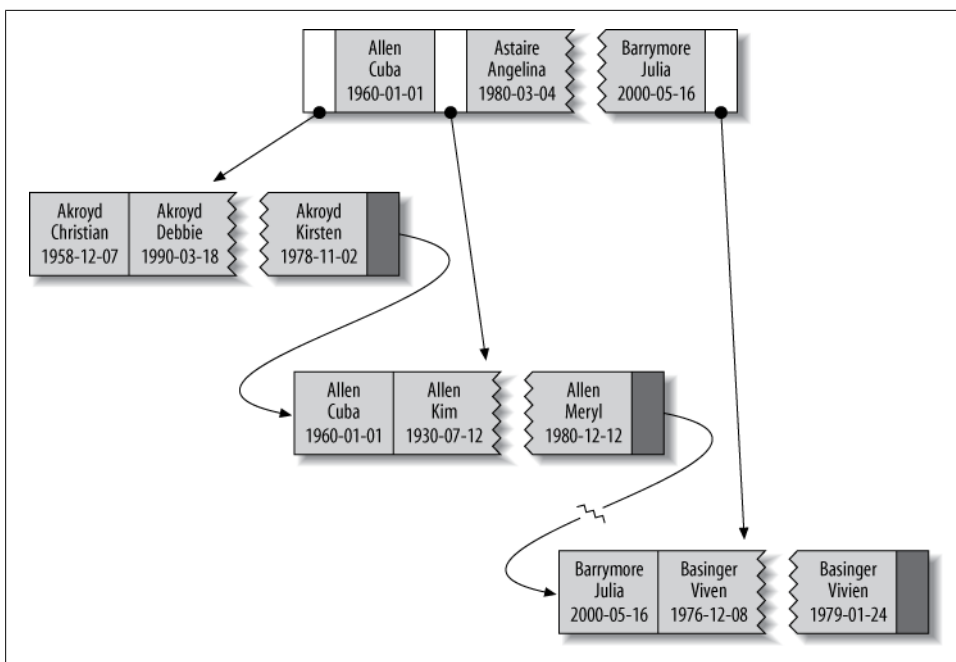 Allen
Cuba
1960-01-01
Astaire
Angelina
1980-03-04
Barrymore
Julia
2000-05-16
Akroyd
Christian
1958-12-07
Akroyd
Debbie
1990-03-18
Akroyd
Kirsten
1978-11-02
Allen
Cuba
1960-01-01
Allen
Kim
1930-07-12
Allen
Meryl
1980-12-12
Barrymore
Julia
2000-05-16
Basinger
Viven
1976-12-08
Basinger
Vivien
1979-01-24